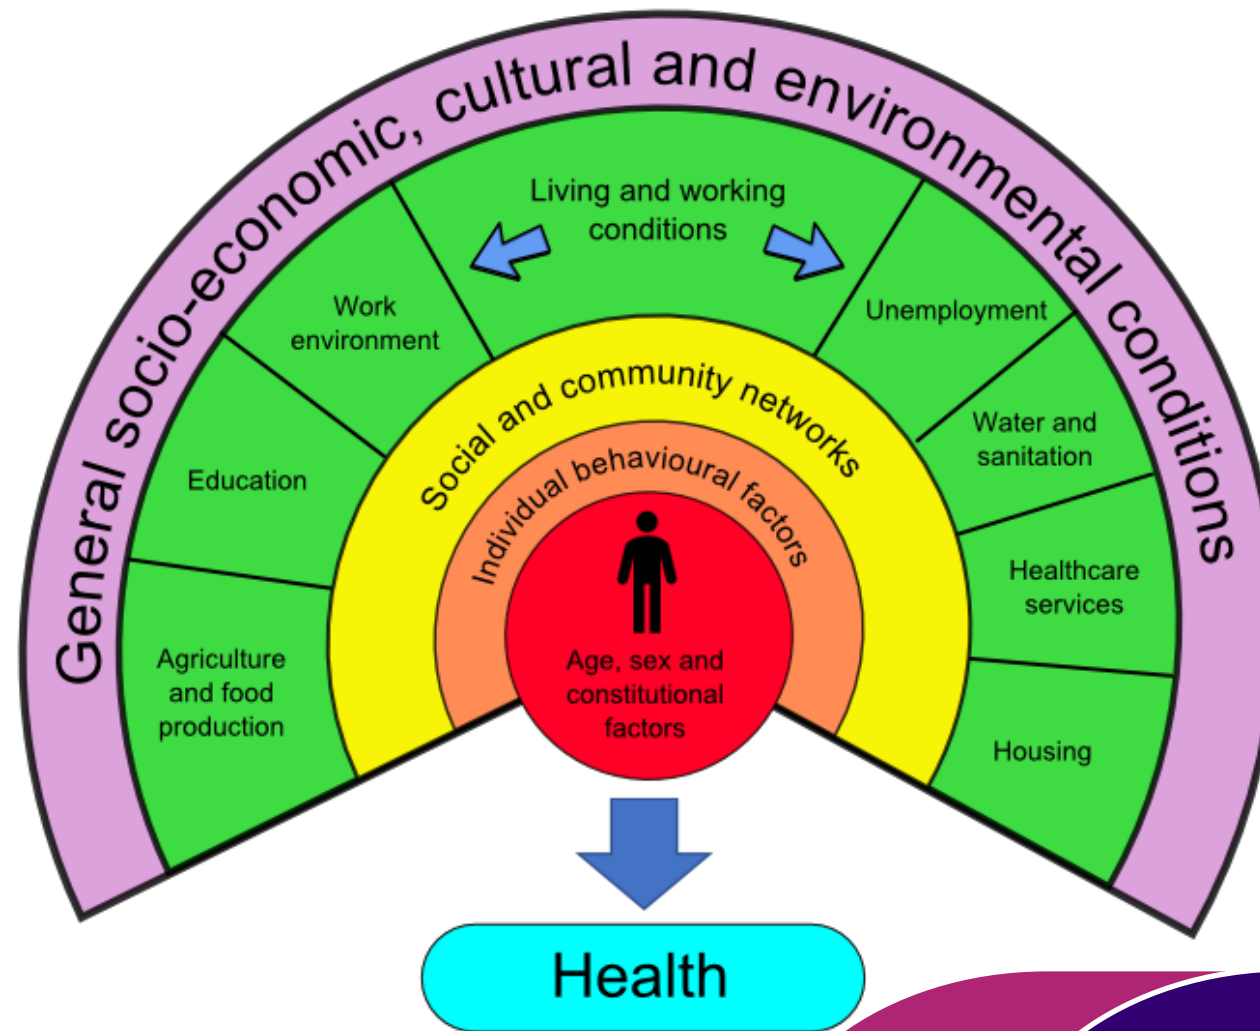 General socio-economic, cultural and environmental conditions
Living and working
conditions
Work
environment
Unemployment
Education
Water and
sanitation
Agriculture
and food
production
Healthcare
services
Housing
Social and community networks
Individual behavioural factors
Age, sex and
constitutional
factors
Health